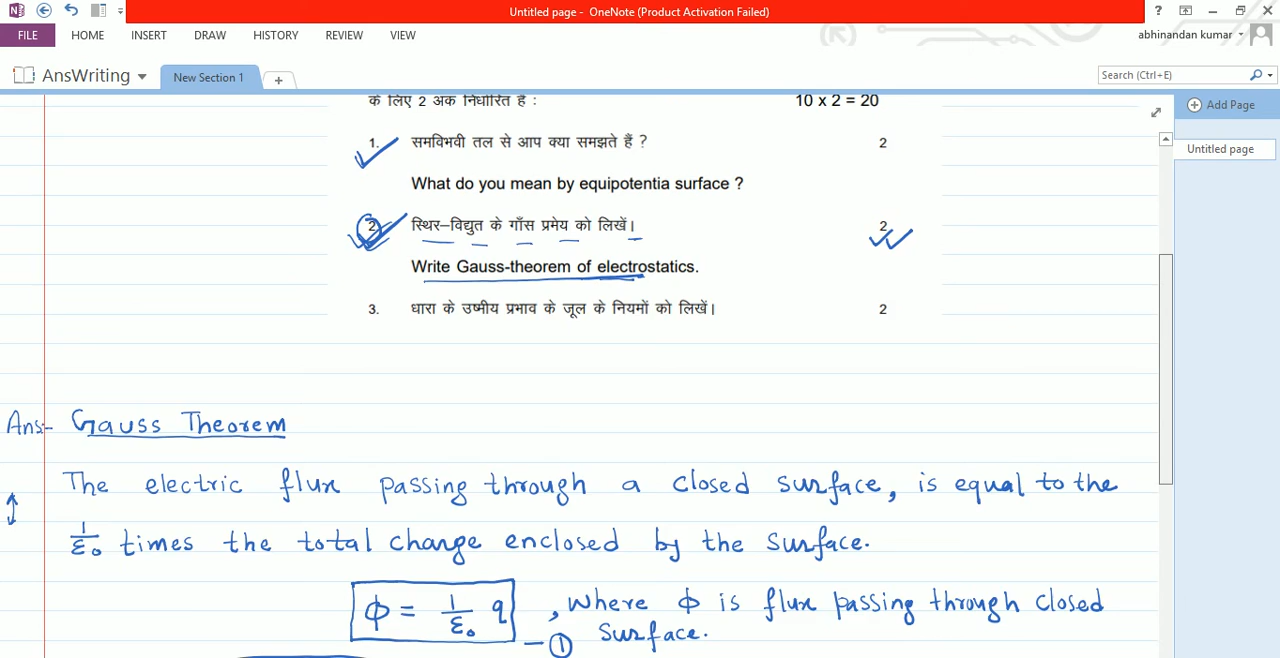 Untitled page - OneNote (Product Activation Failed)
FILE HOME INSERT DRAW HISTORY REVIEW VIEW
abhinandan kumar
AnsWriting New Section 1
Search (Ctrl+E)
Add Page
Untitled page
के लिए 2 अंक निर्धारित है : 10 x 2 = 20
1. समविभवी तल से आप क्या समझते हैं ? 2
What do you mean by equipotentia surface ?
2. स्थिर–विद्युत के गॉस प्रमेय को लिखें। 2
Write Gauss-theorem of electrostatics.
3. धारा के उष्मीय प्रभाव के जूल के नियमों को लिखें। 2
Ans:- Gauss Theorem
The electric flux passing through a closed surface, is equal to the
1/ε₀ times the total charge enclosed by the surface.
ϕ = 1/ε₀ q , where ϕ is flux passing through closed
— ① surface.